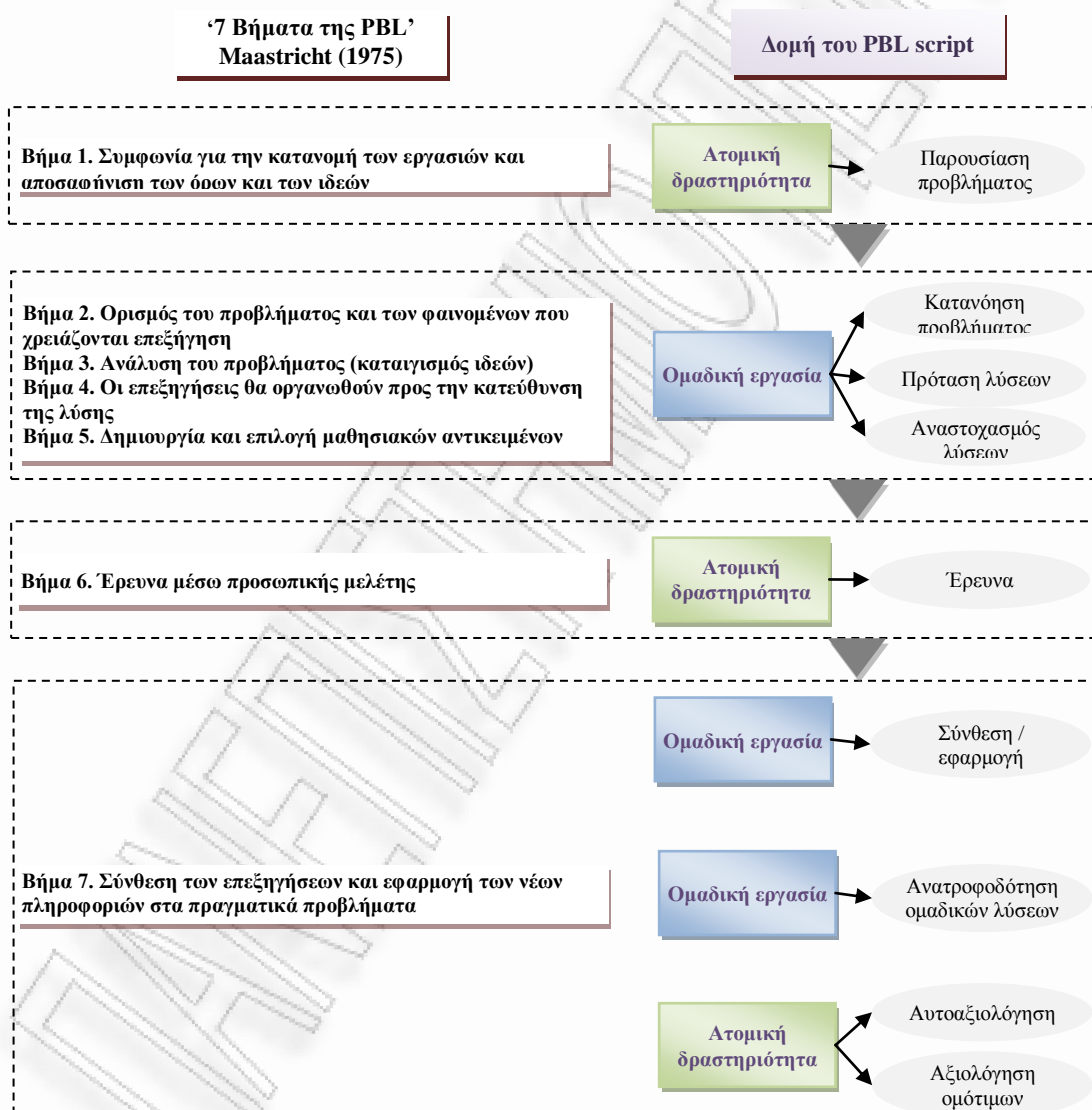 ‘7 Βήματα της PBL’
Maastricht (1975)
Δομή του PBL script
Βήμα 1. Συμφωνία για την κατανομή των εργασιών και
αποσαφήνιση των όρων και των ιδεών
Ατομική
δραστηριότητα
Παρουσίαση
προβλήματος
Βήμα 2. Ορισμός του προβλήματος και των φαινομένων που
χρειάζονται επεξήγηση
Βήμα 3. Ανάλυση του προβλήματος (καταιγισμός ιδεών)
Βήμα 4. Οι επεξηγήσεις θα οργανωθούν προς την κατεύθυνση
της λύσης
Βήμα 5. Δημιουργία και επιλογή μαθησιακών αντικειμένων
Ομαδική εργασία
Κατανόηση
προβλήματος
Πρόταση λύσεων
Αναστοχασμός
λύσεων
Βήμα 6. Έρευνα μέσω προσωπικής μελέτης
Ατομική
δραστηριότητα
Έρευνα
Βήμα 7. Σύνθεση των επεξηγήσεων και εφαρμογή των νέων
πληροφοριών στα πραγματικά προβλήματα
Ομαδική εργασία
Σύνθεση /
εφαρμογή
Ομαδική εργασία
Ανατροφοδότηση
ομαδικών λύσεων
Ατομική
δραστηριότητα
Αυτοαξιολόγηση
Αξιολόγηση
ομότιμων